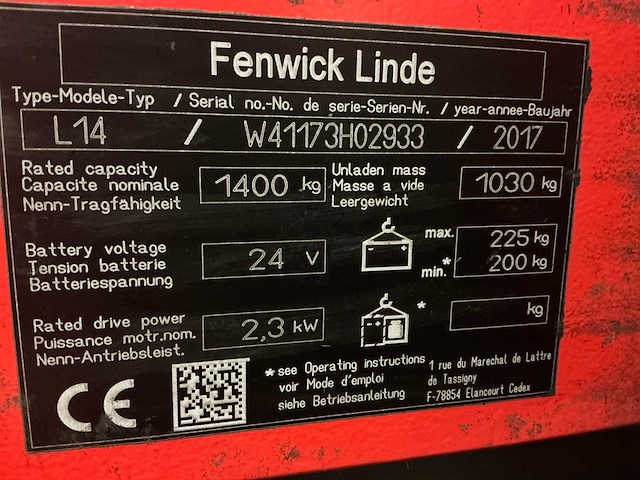 Fenwick Linde
Type-Modele-Typ / Serial no.-No. de serie-Serien-Nr. / year-annee-Baujahr
L14 / W41173H02933 / 2017
Rated capacity
Capacite nominale
Nenn-Tragfähigkeit
1400 kg
Unladen mass
Masse a vide
Leergewicht
1030 kg
Battery voltage
Tension batterie
Batteriespannung
24 V
max. 225 kg
min.* 200 kg
Rated drive power
Puissance motr.nom.
Nenn-Antriebsleist.
2,3 kW
* kg
CE
*see Operating instructions
voir Mode d'emploi
siehe Betriebsanleitung
1 rue du Marechal de Lattre
de Tassigny
F-78854 Elancourt Cedex